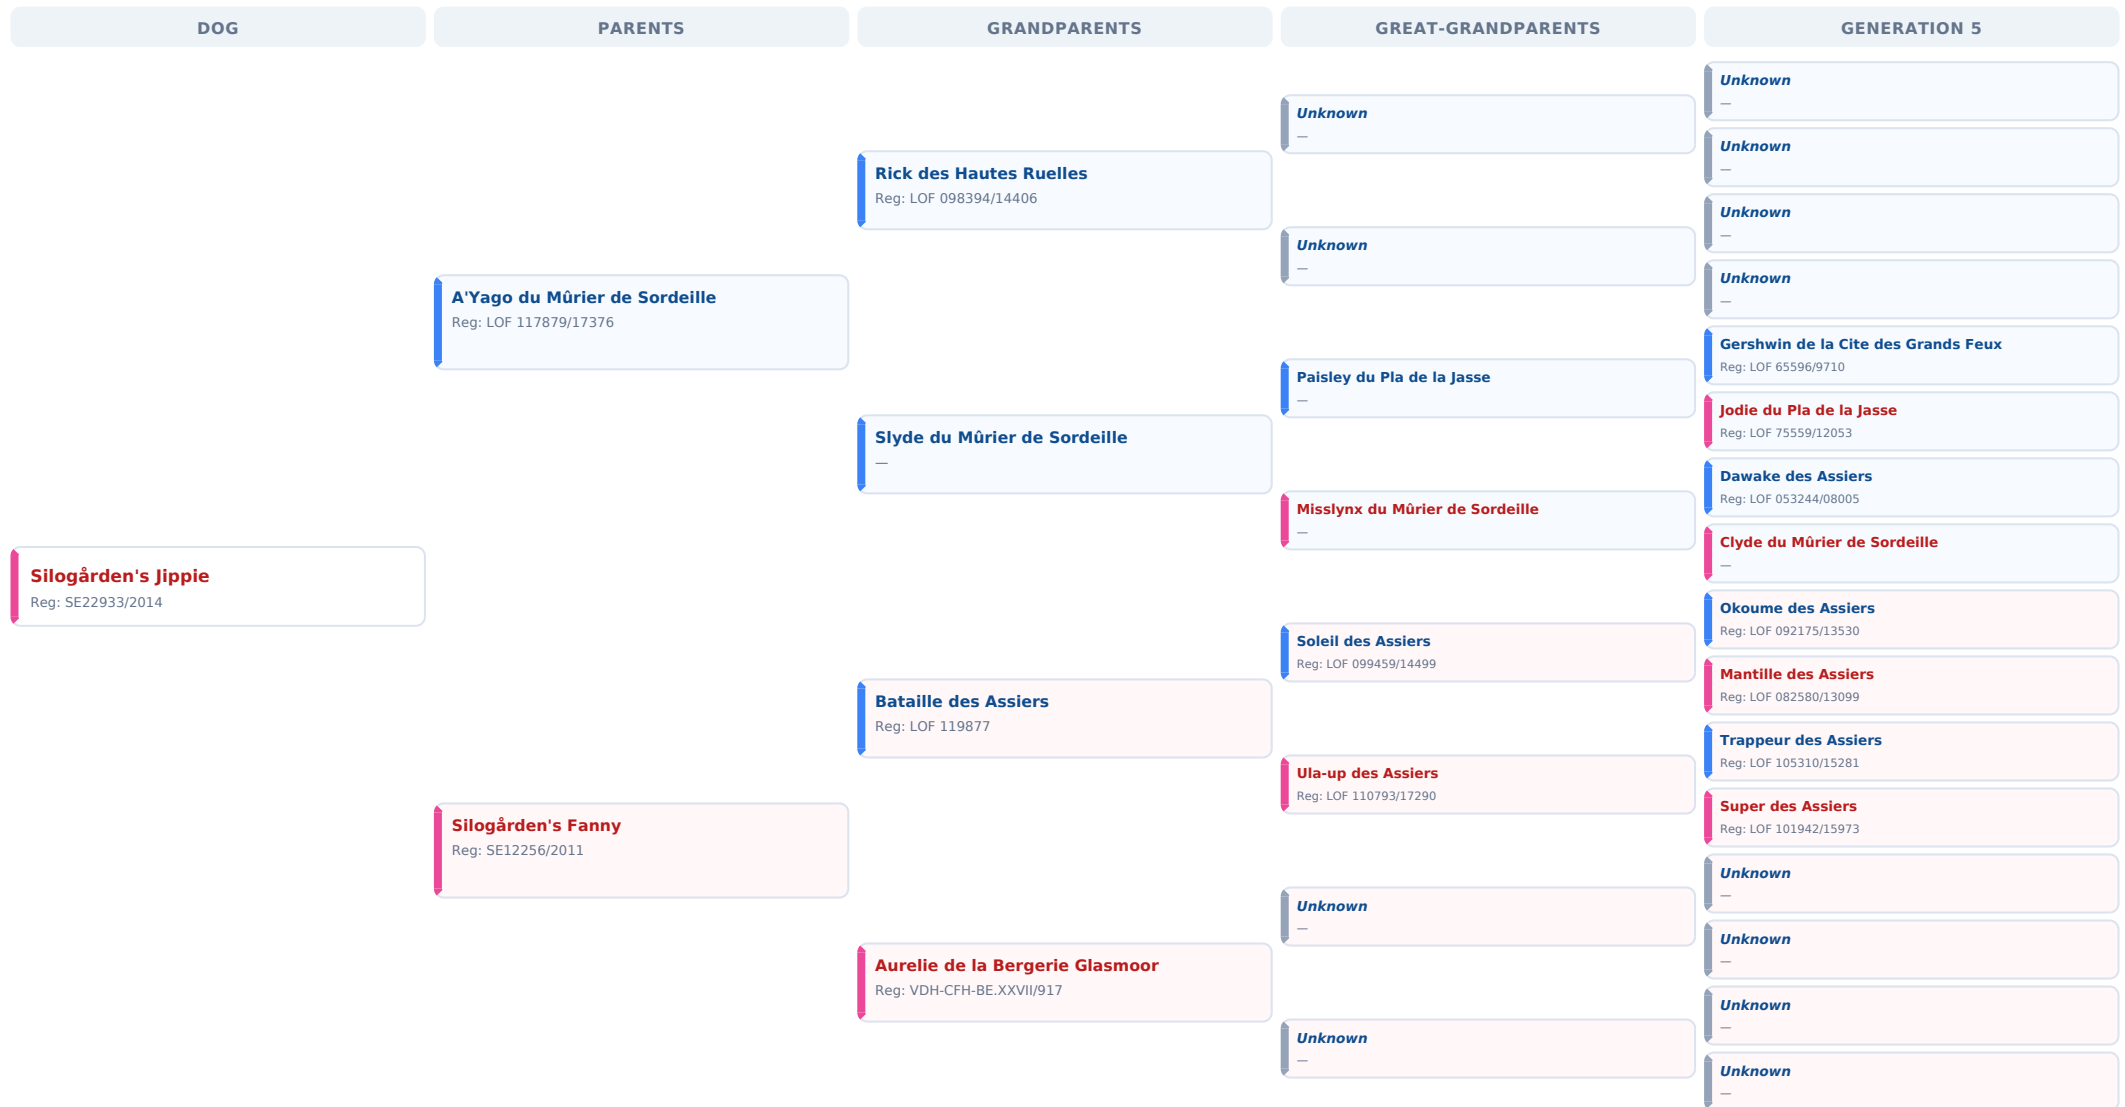 DOG
PARENTS
GRANDPARENTS
GREAT-GRANDPARENTS
GENERATION 5
Silogården's Jippie
Reg: SE22933/2014
A'Yago du Mûrier de Sordeille
Reg: LOF 117879/17376
Silogården's Fanny
Reg: SE12256/2011
Rick des Hautes Ruelles
Reg: LOF 098394/14406
Slyde du Mûrier de Sordeille
—
Bataille des Assiers
Reg: LOF 119877
Aurelie de la Bergerie Glasmoor
Reg: VDH-CFH-BE.XXVII/917
Unknown
—
Unknown
—
Paisley du Pla de la Jasse
—
Misslynx du Mûrier de Sordeille
—
Soleil des Assiers
Reg: LOF 099459/14499
Ula-up des Assiers
Reg: LOF 110793/17290
Unknown
—
Unknown
—
Unknown
—
Unknown
—
Unknown
—
Unknown
—
Gershwin de la Cite des Grands Feux
Reg: LOF 65596/9710
Jodie du Pla de la Jasse
Reg: LOF 75559/12053
Dawake des Assiers
Reg: LOF 053244/08005
Clyde du Mûrier de Sordeille
—
Okoume des Assiers
Reg: LOF 092175/13530
Mantille des Assiers
Reg: LOF 082580/13099
Trappeur des Assiers
Reg: LOF 105310/15281
Super des Assiers
Reg: LOF 101942/15973
Unknown
—
Unknown
—
Unknown
—
Unknown
—